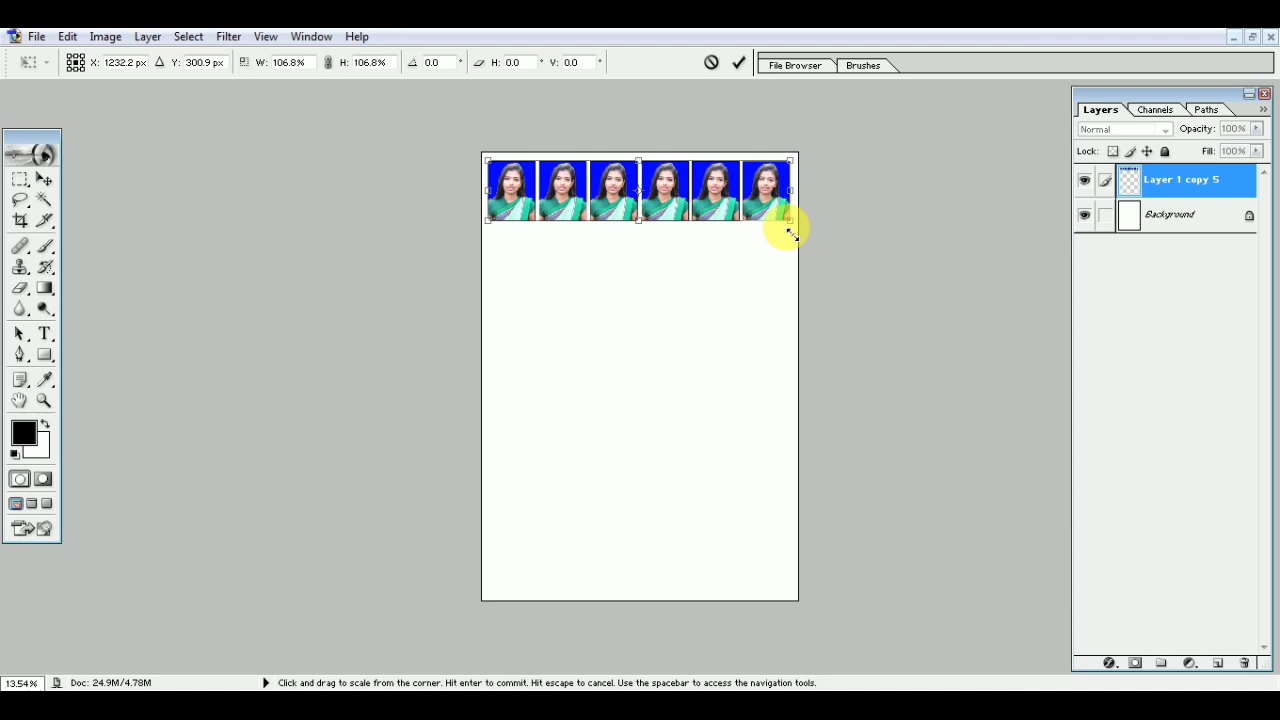 File Edit Image Layer Select Filter View Window Help
X: 1232.2 px Y: 300.9 px W: 106.8% H: 106.8% 0.0 ° H: 0.0 ° V: 0.0 ° File Browser Brushes
Layers Channels Paths
Normal Opacity: 100%
Lock: Fill: 100%
Layer 1 copy 5
Background
T
13.54% Doc: 24.9M/4.78M Click and drag to scale from the corner. Hit enter to commit. Hit escape to cancel. Use the spacebar to access the navigation tools.